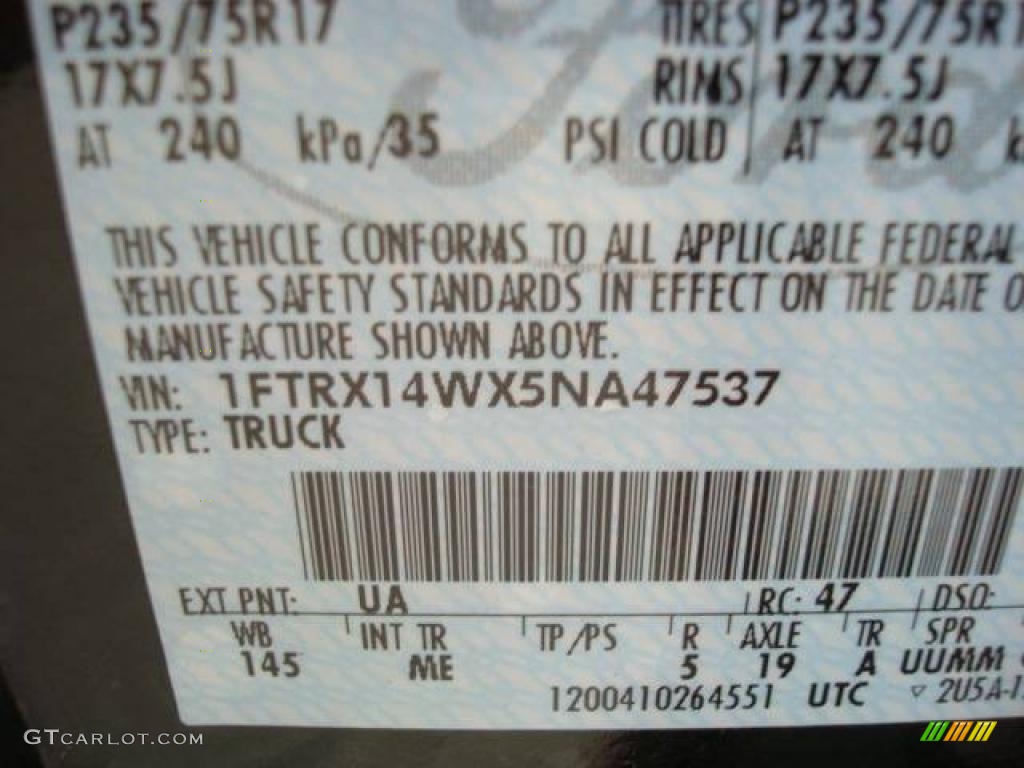 P235/75R17 TIRES P235/75R1
17X7.5J RIMS 17X7.5J
AT 240 kPa/35 PSI COLD AT 240 k
THIS VEHICLE CONFORMS TO ALL APPLICABLE FEDERAL
VEHICLE SAFETY STANDARDS IN EFFECT ON THE DATE O
MANUFACTURE SHOWN ABOVE.
VIN: 1FTRX14WX5NA47537
TYPE: TRUCK
EXT PNT: UA RC: 47 DSO:
WB INT TR TP/PS R AXLE TR SPR
145 ME 5 19 A UUMM
1200410264551 UTC ▽ 2U5A-1
GTCARLOT.COM